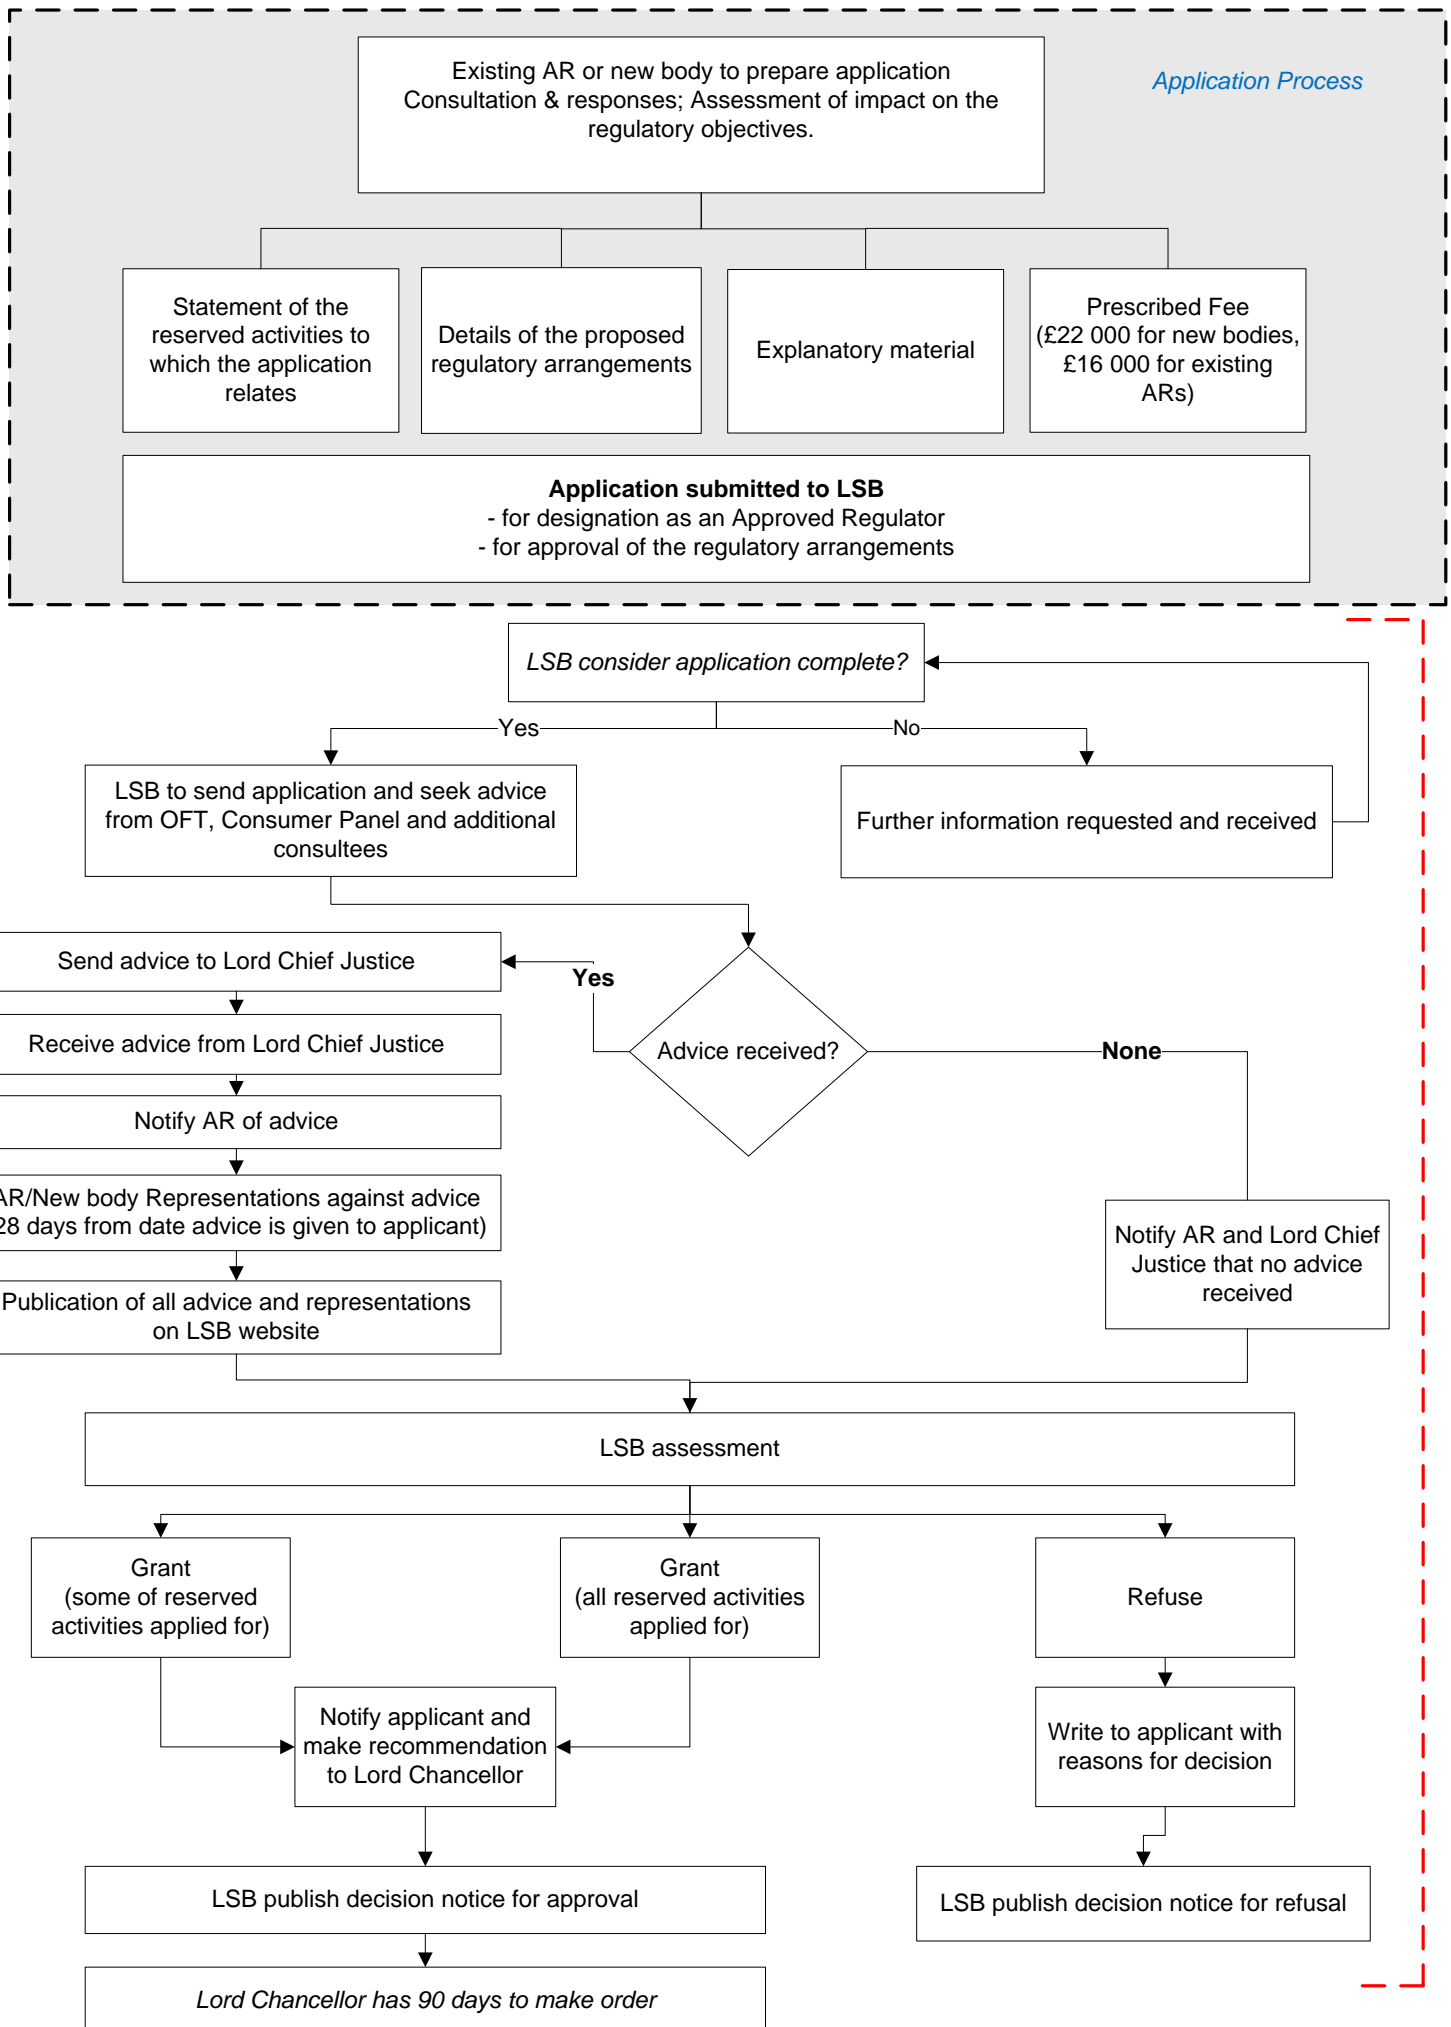 Existing AR or new body to prepare application
Consultation & responses; Assessment of impact on the
regulatory objectives.
Application Process
Statement of the
reserved activities to
which the application
relates
Details of the proposed
regulatory arrangements
Explanatory material
Prescribed Fee
(£22 000 for new bodies,
£16 000 for existing
ARs)
Application submitted to LSB
- for designation as an Approved Regulator
- for approval of the regulatory arrangements
LSB consider application complete?
Yes
No
LSB to send application and seek advice
from OFT, Consumer Panel and additional
consultees
Further information requested and received
Send advice to Lord Chief Justice
Yes
Receive advice from Lord Chief Justice
Advice received?
None
Notify AR of advice
AR/New body Representations against advice
28 days from date advice is given to applicant)
Notify AR and Lord Chief
Justice that no advice
received
Publication of all advice and representations
on LSB website
LSB assessment
Grant
(some of reserved
activities applied for)
Grant
(all reserved activities
applied for)
Refuse
Notify applicant and
make recommendation
to Lord Chancellor
Write to applicant with
reasons for decision
LSB publish decision notice for approval
LSB publish decision notice for refusal
Lord Chancellor has 90 days to make order